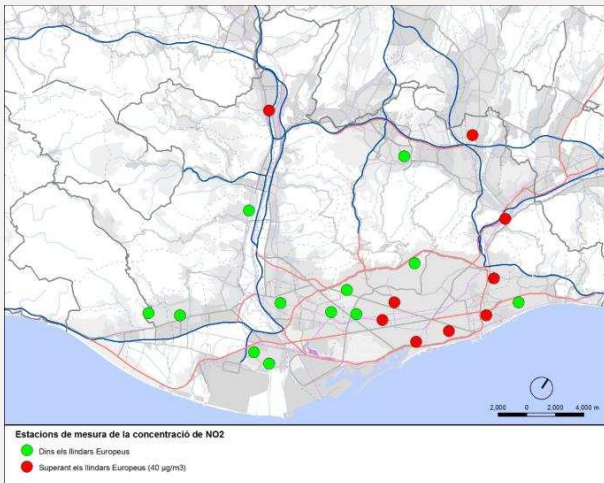 2,000 0 2,000 4,000 m
Estacions de mesura de la concentració de NO2
Dins els llindars Europeus
Superant els llindars Europeus (40 µg/m3)